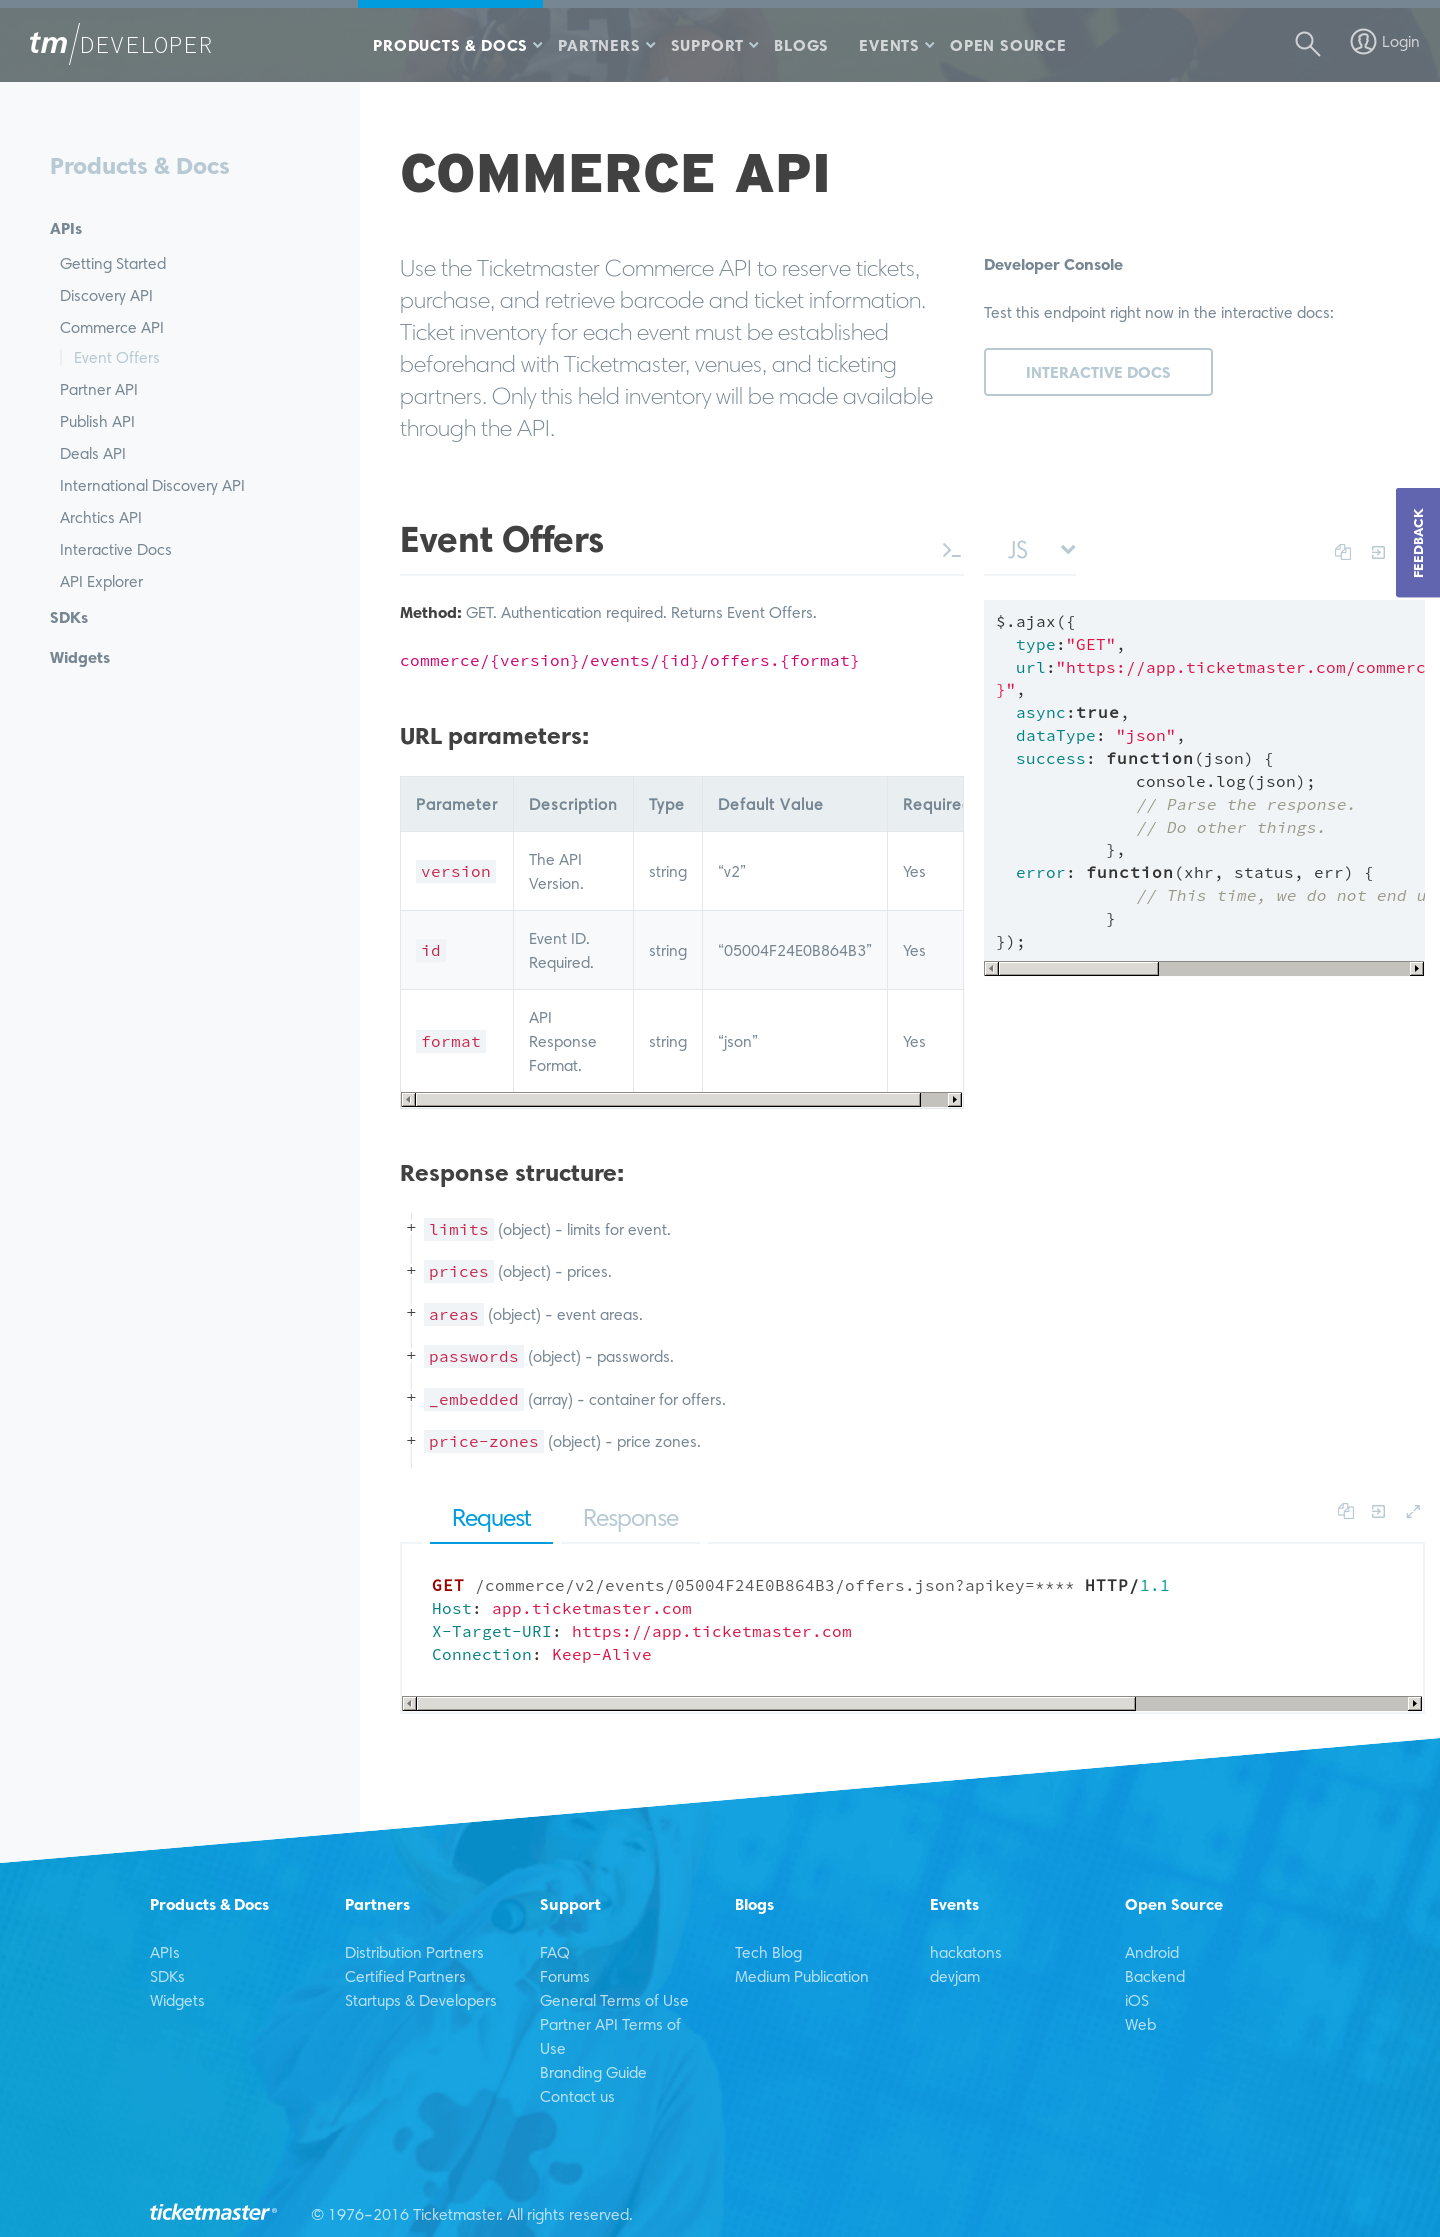 tm/DEVELOPER
PRODUCTS & DOCS PARTNERS SUPPORT BLOGS EVENTS OPEN SOURCE
Login
Products & Docs
APIs
Getting Started
Discovery API
Commerce API
Event Offers
Partner API
Publish API
Deals API
International Discovery API
Archtics API
Interactive Docs
API Explorer
SDKs
Widgets
COMMERCE API
Use the Ticketmaster Commerce API to reserve tickets,
purchase, and retrieve barcode and ticket information.
Ticket inventory for each event must be established
beforehand with Ticketmaster, venues, and ticketing
partners. Only this held inventory will be made available
through the API.
Developer Console
Test this endpoint right now in the interactive docs:
INTERACTIVE DOCS
FEEDBACK
Event Offers
JS
Method: GET. Authentication required. Returns Event Offers.
commerce/{version}/events/{id}/offers.{format}
URL parameters:
Parameter Description Type Default Value Require
version The API
Version. string “v2” Yes
id Event ID.
Required. string “05004F24E0B864B3” Yes
format API
Response
Format. string “json” Yes
$.ajax({
type:"GET",
url:"https://app.ticketmaster.com/commerc
}",
async:true,
dataType: "json",
success: function(json) {
console.log(json);
// Parse the response.
// Do other things.
},
error: function(xhr, status, err) {
// This time, we do not end u
}
});
Response structure:
+ limits (object) - limits for event.
+ prices (object) - prices.
+ areas (object) - event areas.
+ passwords (object) - passwords.
+ _embedded (array) - container for offers.
+ price-zones (object) - price zones.
Request Response
GET /commerce/v2/events/05004F24E0B864B3/offers.json?apikey=**** HTTP/1.1
Host: app.ticketmaster.com
X-Target-URI: https://app.ticketmaster.com
Connection: Keep-Alive
Products & Docs
APIs
SDKs
Widgets
Partners
Distribution Partners
Certified Partners
Startups & Developers
Support
FAQ
Forums
General Terms of Use
Partner API Terms of
Use
Branding Guide
Contact us
Blogs
Tech Blog
Medium Publication
Events
hackatons
devjam
Open Source
Android
Backend
iOS
Web
ticketmaster® © 1976-2016 Ticketmaster. All rights reserved.